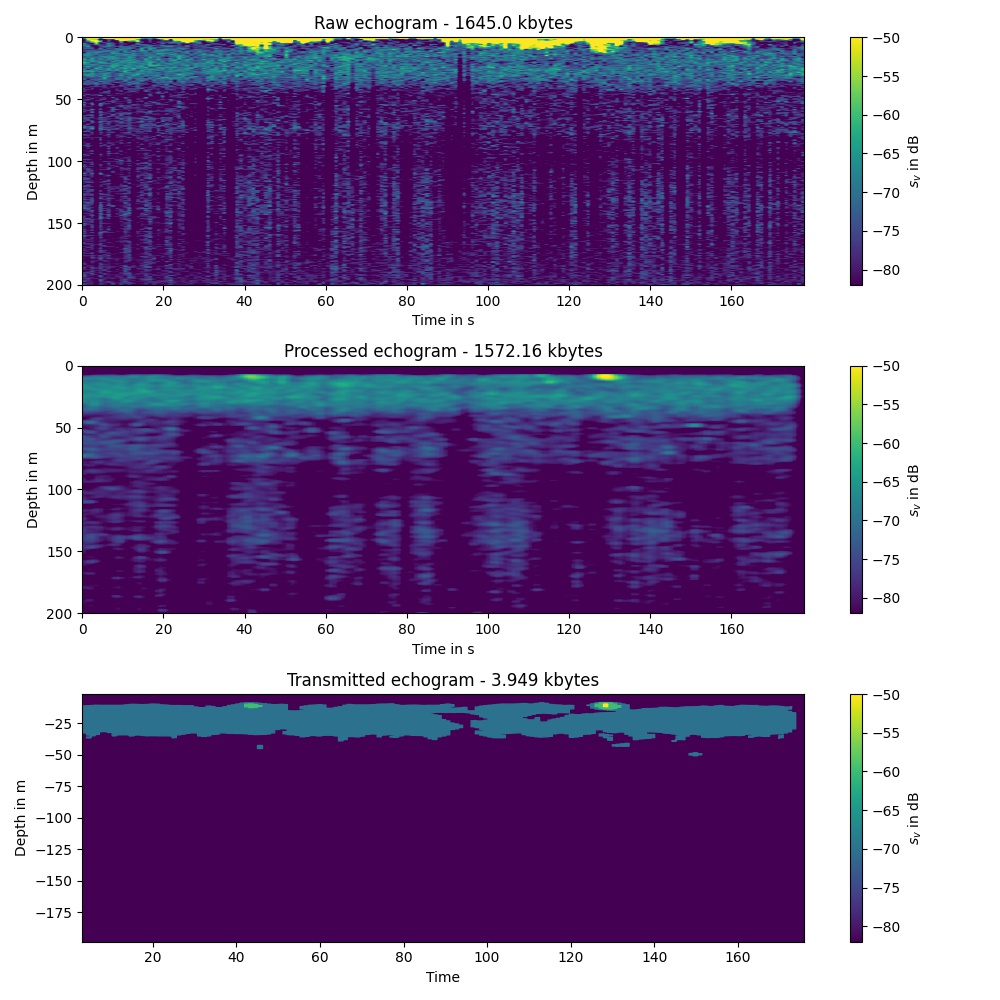 Raw echogram - 1645.0 kbytes
0
50
100
150
200
Depth in m
0 20 40 60 80 100 120 140 160
Time in s
−50
−55
−60
−65
−70
−75
−80
s_v in dB
Processed echogram - 1572.16 kbytes
0
50
100
150
200
Depth in m
0 20 40 60 80 100 120 140 160
Time in s
−50
−55
−60
−65
−70
−75
−80
s_v in dB
Transmitted echogram - 3.949 kbytes
−25
−50
−75
−100
−125
−150
−175
Depth in m
20 40 60 80 100 120 140 160
Time
−50
−55
−60
−65
−70
−75
−80
s_v in dB